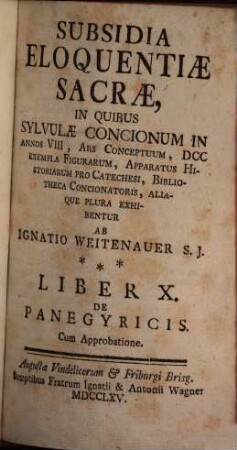 SUBSIDIA
ELOQUENTIÆ
SACRÆ,
IN QUIBUS
SYLVULÆ CONCIONUM IN
ANNOS VIII, ARS CONCEPTUUM, DCC
EXEMPLA FIGURARUM, APPARATUS HI-
STORIARUM PRO CATECHESI, BIBLIO-
THECA CONCIONATORIS, ALIA-
QUE PLURA EXHI-
BENTUR
AB
IGNATIO WEITENAUER S. J.
* * *
LIBER X.
DE
PANEGYRICIS.
Cum Approbatione.
Augustæ Vindelicorum & Friburgi Brisg.
Sumptibus Fratrum Ignatii & Antonii Wagner
MDCCLXV.